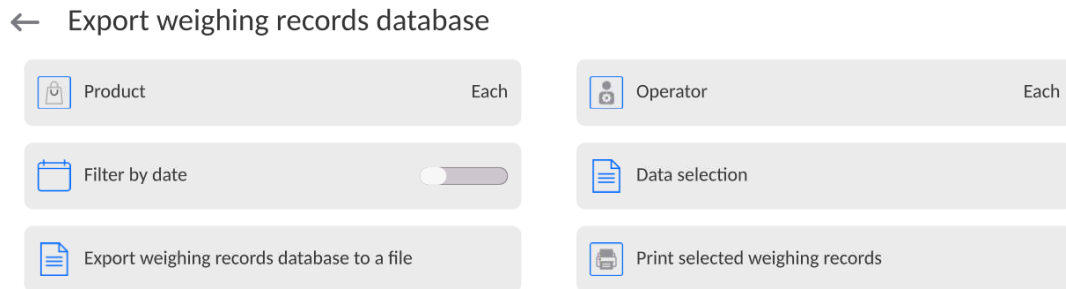 Export weighing records database
Product Each
Operator Each
Filter by date
Data selection
Export weighing records database to a file
Print selected weighing records